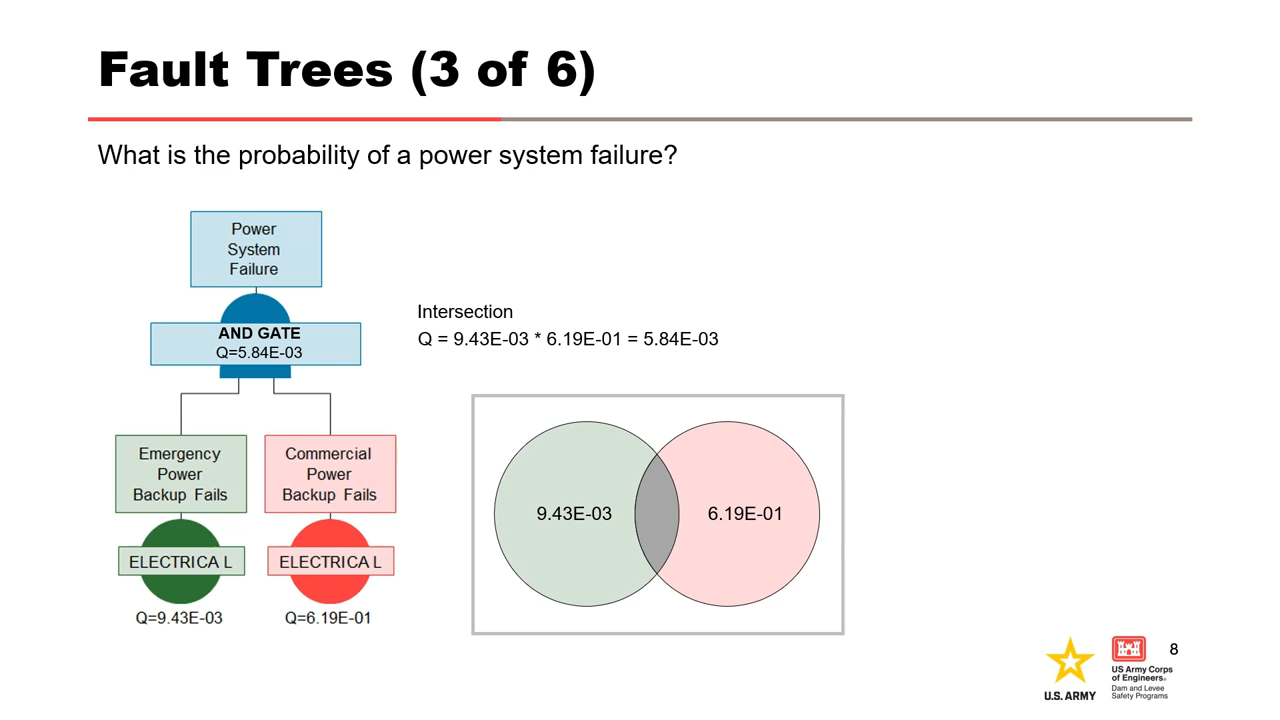 Fault Trees (3 of 6)
What is the probability of a power system failure?
Power
System
Failure
AND GATE
Q=5.84E-03
Intersection
Q = 9.43E-03 * 6.19E-01 = 5.84E-03
Emergency
Power
Backup Fails
Commercial
Power
Backup Fails
ELECTRICA L
ELECTRICA L
Q=9.43E-03
Q=6.19E-01
9.43E-03
6.19E-01
8
U.S. ARMY
US Army Corps
of Engineers®
Dam and Levee
Safety Programs